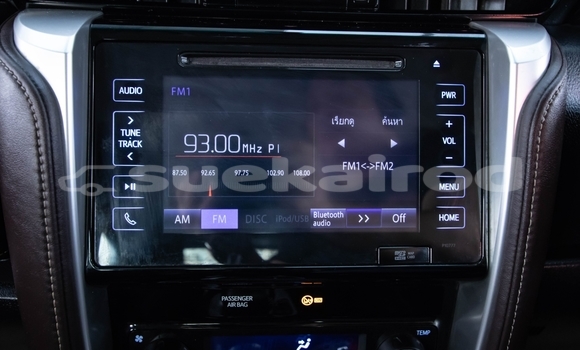 AUDIO
FM1
PWR
TUNE
TRACK
เรียกดู ค้นหา
93.00 MHz PI
VOL
FM1<->FM2
87.50 92.65 97.75 102.90 108.00
MENU
AM FM DISC iPod/USB Bluetooth audio >> Off
HOME
suekairod
PASSENGER
AIR BAG
TEMP